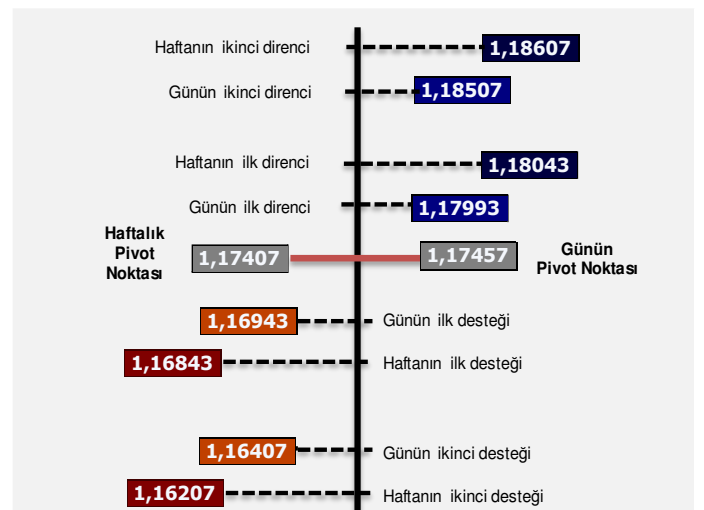 Haftanın ikinci direnci
1,18607
Günün ikinci direnci
1,18507
Haftanın ilk direnci
1,18043
Günün ilk direnci
1,17993
Haftalık
Pivot
Noktası
1,17407
1,17457
Günün
Pivot Noktası
1,16943
Günün ilk desteği
1,16843
Haftanın ilk desteği
1,16407
Günün ikinci desteği
1,16207
Haftanın ikinci desteği